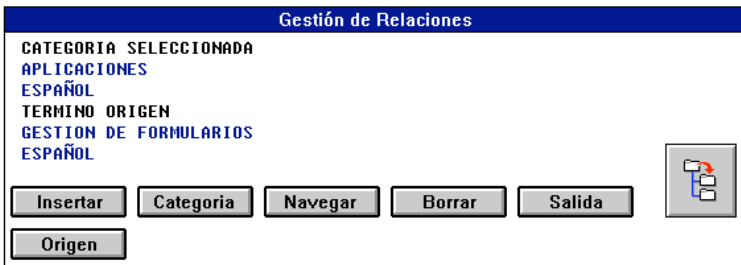 Gestión de Relaciones
CATEGORIA SELECCIONADA
APLICACIONES
ESPAÑOL
TERMINO ORIGEN
GESTION DE FORMULARIOS
ESPAÑOL
Insertar Categoria Navegar Borrar Salida
Origen